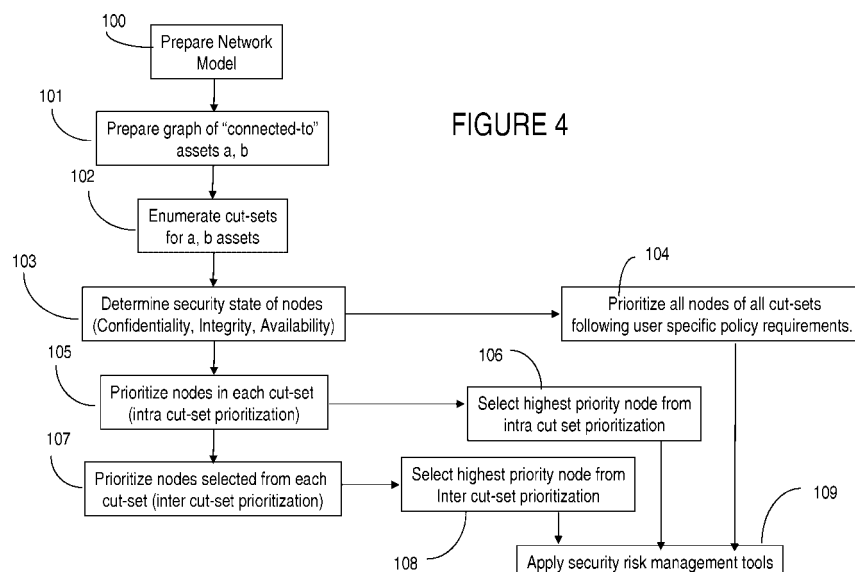 100
Prepare Network
Model
101
Prepare graph of “connected-to”
assets a, b
FIGURE 4
102
Enumerate cut-sets
for a, b assets
103
Determine security state of nodes
(Confidentiality, Integrity, Availability)
104
Prioritize all nodes of all cut-sets
following user specific policy requirements.
105
Prioritize nodes in each cut-set
(intra cut-set prioritization)
106
Select highest priority node from
intra cut set prioritization
107
Prioritize nodes selected from each
cut-set (inter cut-set prioritization)
Select highest priority node from
Inter cut-set prioritization
108
109
Apply security risk management tools